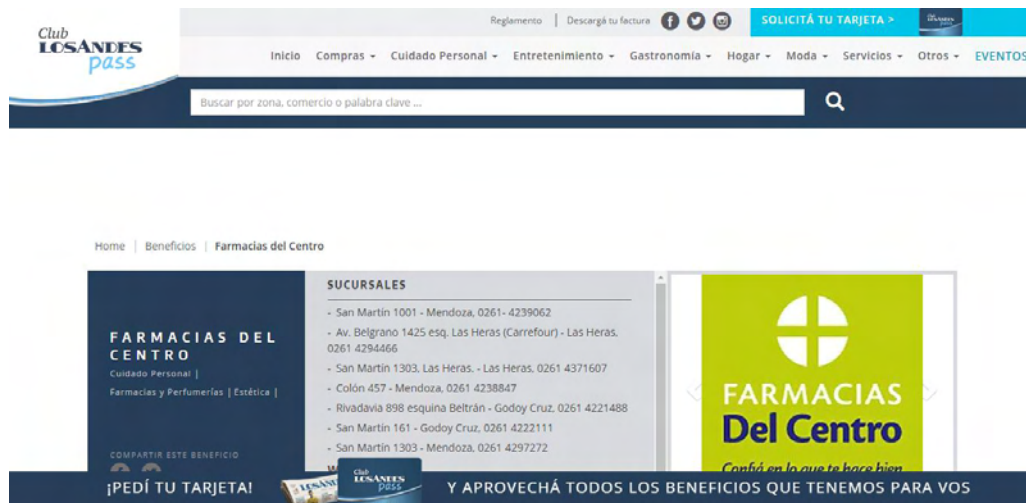 Reglamento | Descargá tu factura
SOLICITÁ TU TARJETA >
Club
LOS ANDES
pass
Inicio Compras Cuidado Personal Entretenimiento Gastronomía Hogar Moda Servicios Otros EVENTOS
Buscar por zona, comercio o palabra clave ...
Home | Beneficios | Farmacias del Centro
FARMACIAS DEL
CENTRO
Cuidado Personal |
Farmacias y Perfumerías | Estética |
COMPARTIR ESTE BENEFICIO
SUCURSALES
- San Martín 1001 - Mendoza, 0261- 4239062
- Av. Belgrano 1425 esq. Las Heras (Carrefour) - Las Heras,
0261 4294466
- San Martín 1303, Las Heras. - Las Heras, 0261 4371607
- Colón 457 - Mendoza, 0261 4238847
- Rivadavia 898 esquina Beltrán - Godoy Cruz, 0261 4221488
- San Martín 161 - Godoy Cruz, 0261 4222111
- San Martín 1303 - Mendoza, 0261 4297272
FARMACIAS
Del Centro
Confiá en lo que te hace bien
¡PEDÍ TU TARJETA!
Club
LOS ANDES
pass
Y APROVECHÁ TODOS LOS BENEFICIOS QUE TENEMOS PARA VOS